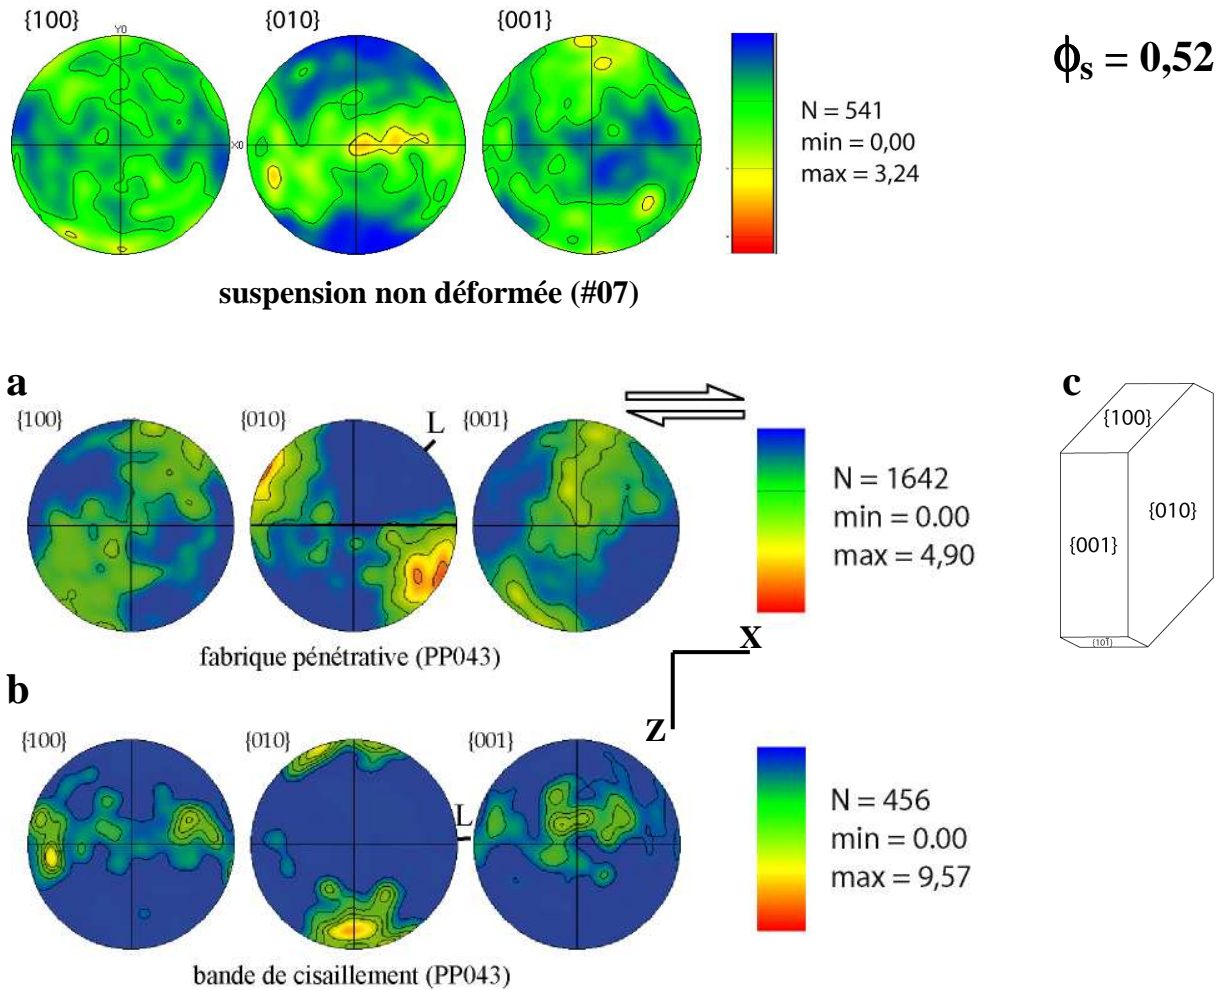 {100}
{010}
{001}
Y0
X0
ϕs = 0,52
N = 541
min = 0,00
max = 3,24
suspension non déformée (#07)
a
{100}
{010}
L
{001}
c
{100}
{010}
{001}
{101}
N = 1642
min = 0.00
max = 4,90
fabrique pénétrative (PP043)
X
Z
b
{100}
{010}
L
{001}
N = 456
min = 0.00
max = 9,57
bande de cisaillement (PP043)